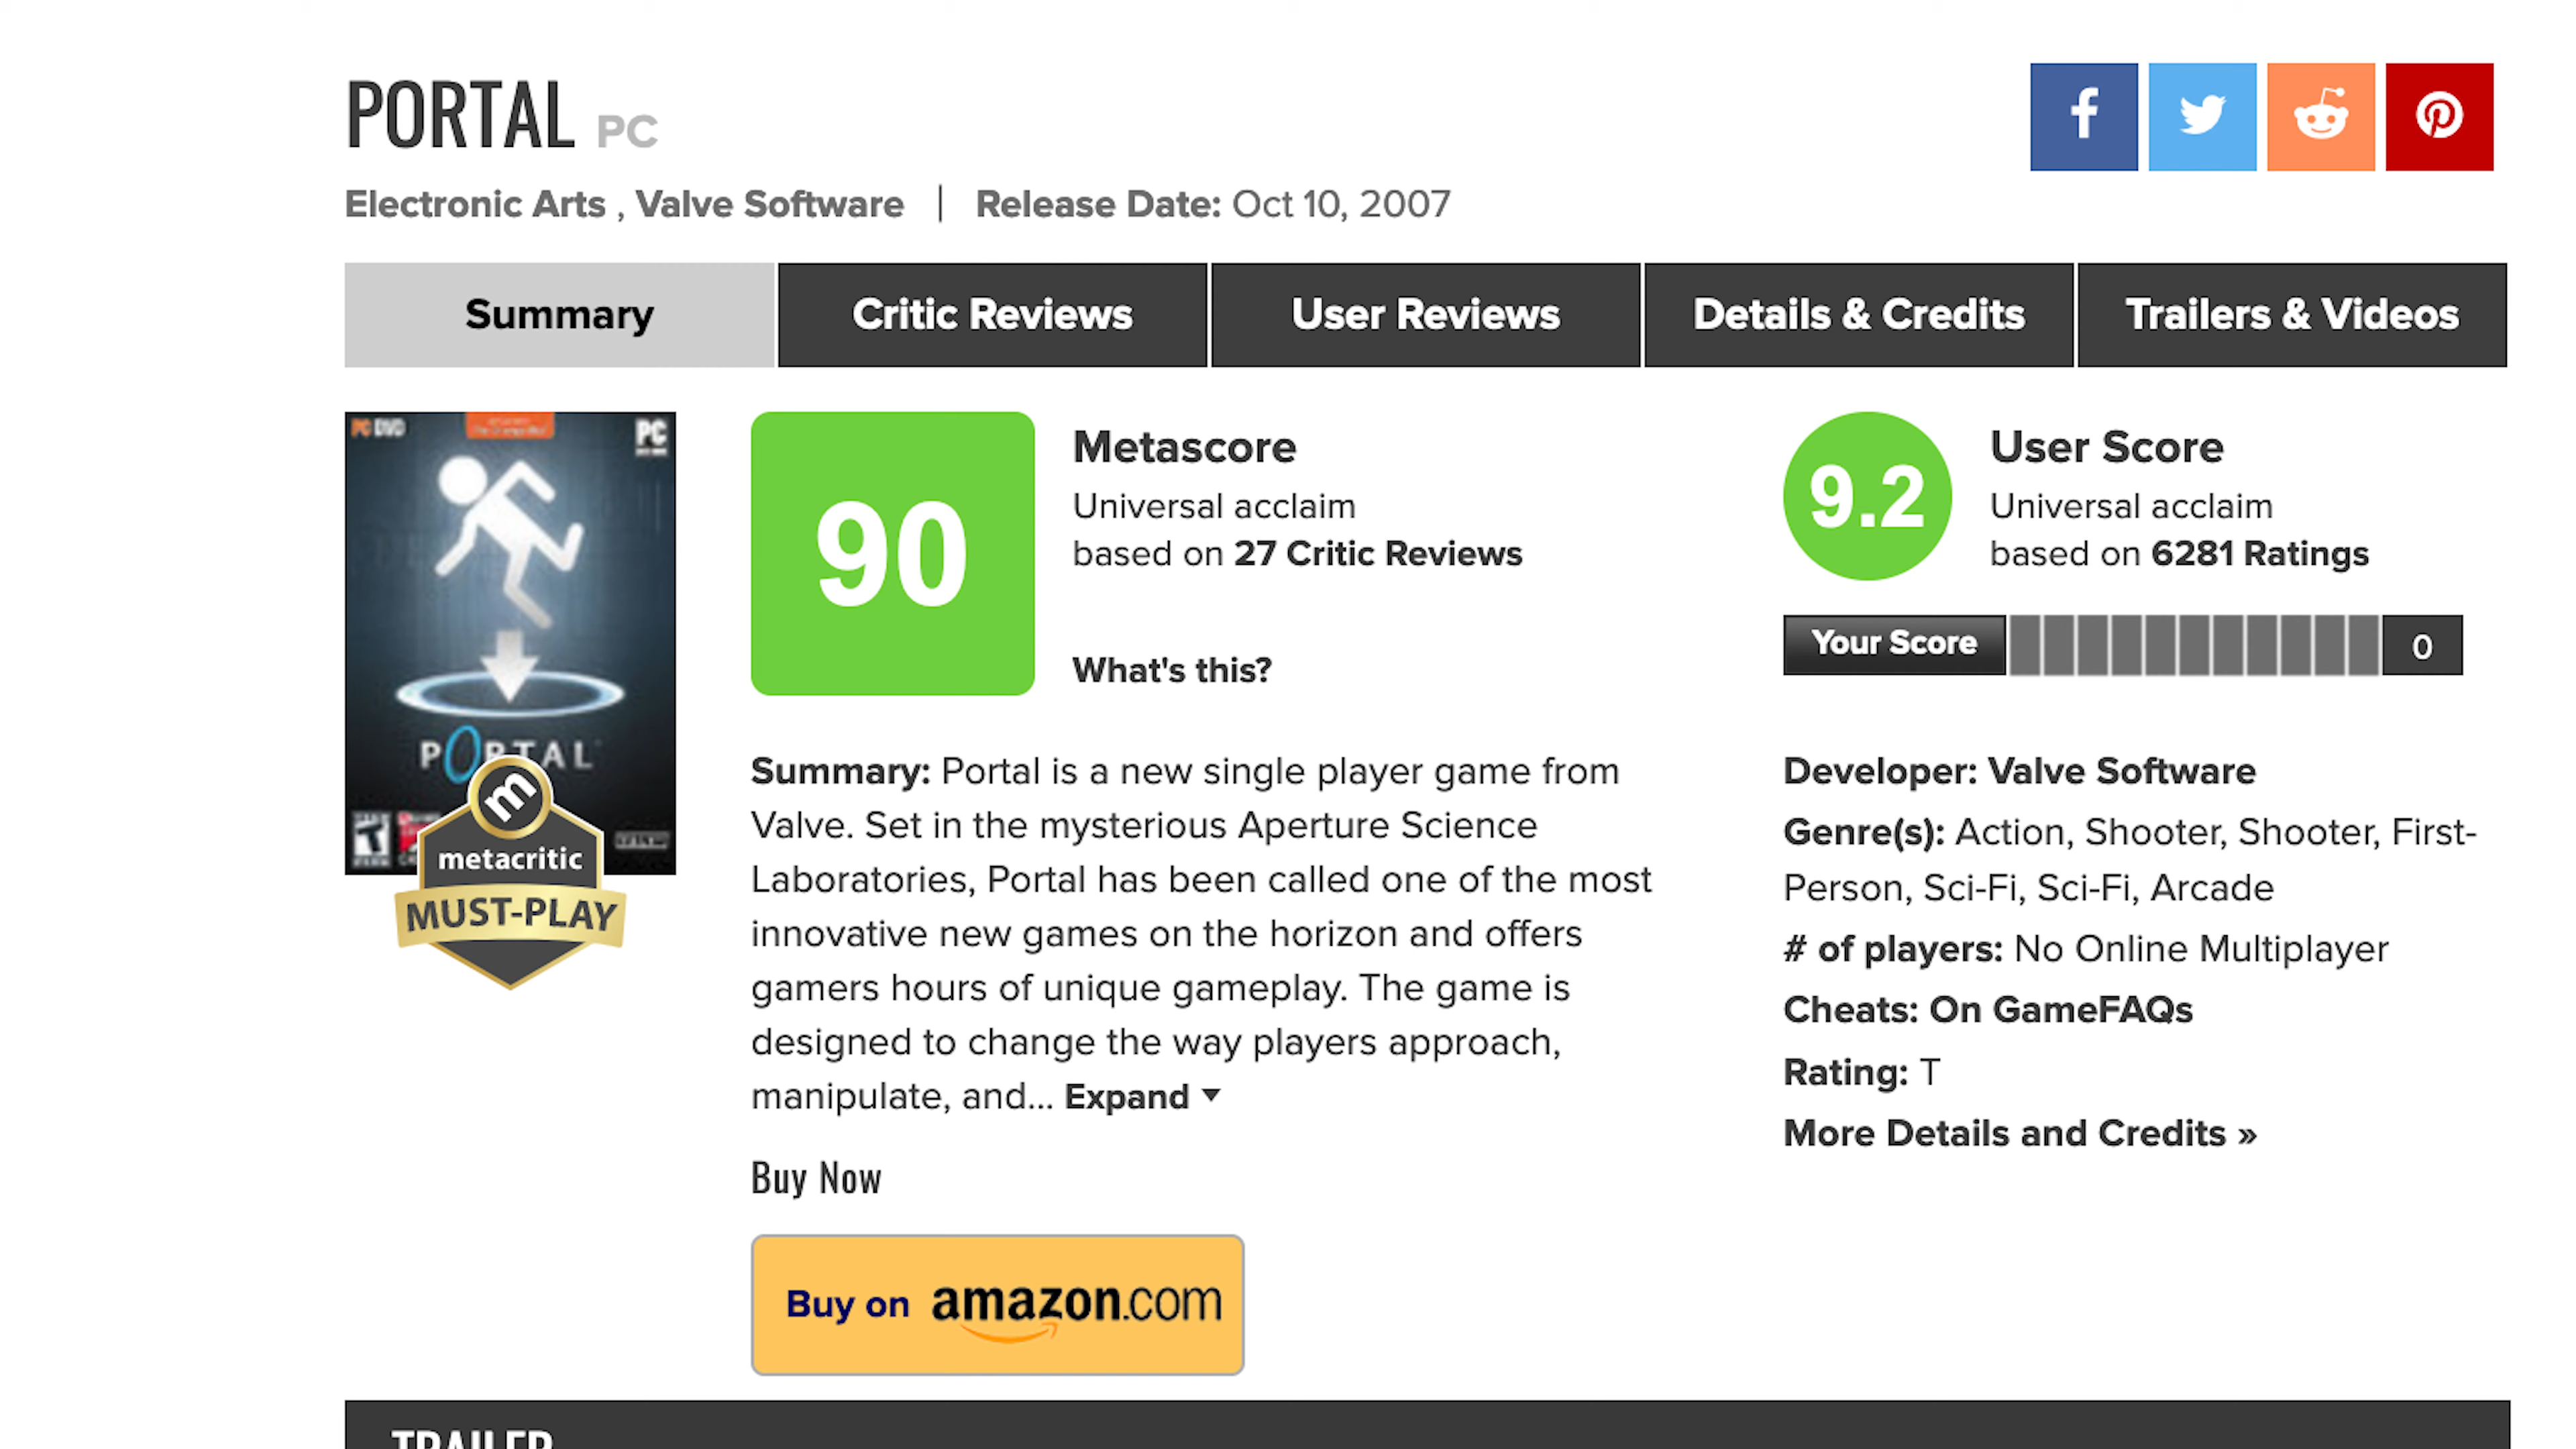 PORTAL PC
Electronic Arts , Valve Software | Release Date: Oct 10, 2007
Summary
Critic Reviews
User Reviews
Details & Credits
Trailers & Videos
PC DVD
PC
PORTAL
T
m
metacritic
MUST-PLAY
90
Metascore
Universal acclaim
based on 27 Critic Reviews
What's this?
9.2
User Score
Universal acclaim
based on 6281 Ratings
Your Score
0
Summary: Portal is a new single player game from
Valve. Set in the mysterious Aperture Science
Laboratories, Portal has been called one of the most
innovative new games on the horizon and offers
gamers hours of unique gameplay. The game is
designed to change the way players approach,
manipulate, and... Expand
Buy Now
Buy on amazon.com
Developer: Valve Software
Genre(s): Action, Shooter, Shooter, First-
Person, Sci-Fi, Sci-Fi, Arcade
# of players: No Online Multiplayer
Cheats: On GameFAQs
Rating: T
More Details and Credits »
TRAILER